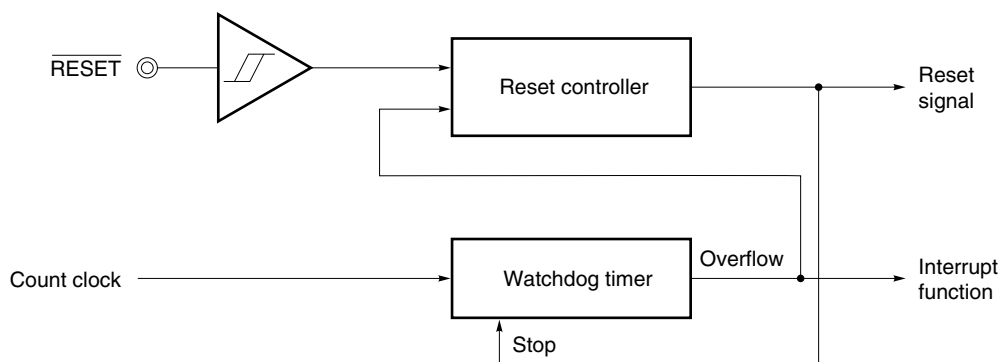 RESET
Reset controller
Reset
signal
Count clock
Watchdog timer
Overflow
Interrupt
function
Stop